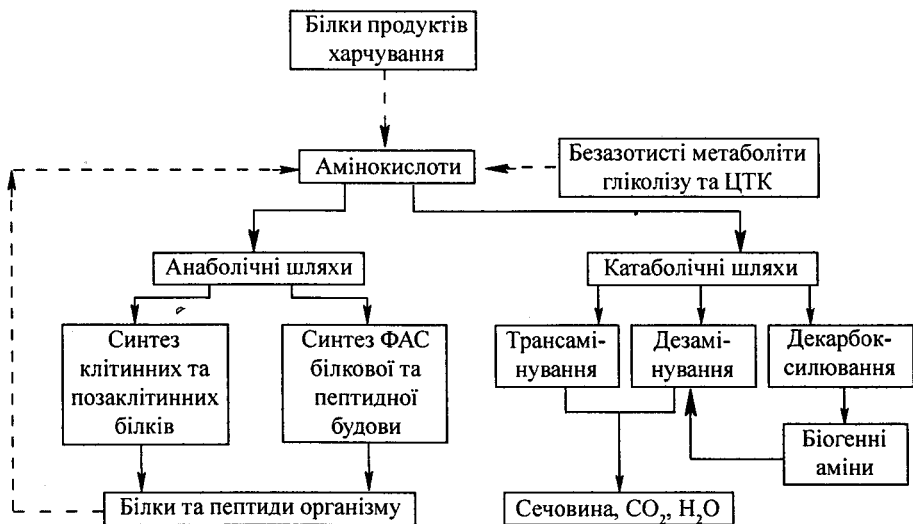 Білки продуктів
харчування
Амінокислоти
Безазотисті метаболіти
гліколізу та ЦТК
Анаболічні шляхи
Катаболічні шляхи
Синтез
клітинних та
позаклітинних
білків
Синтез ФАС
білкової та
пептидної
будови
Трансамі-
нування
Дезамі-
нування
Декарбок-
силювання
Біогенні
аміни
Білки та пептиди організму
Сечовина, CO₂, H₂O